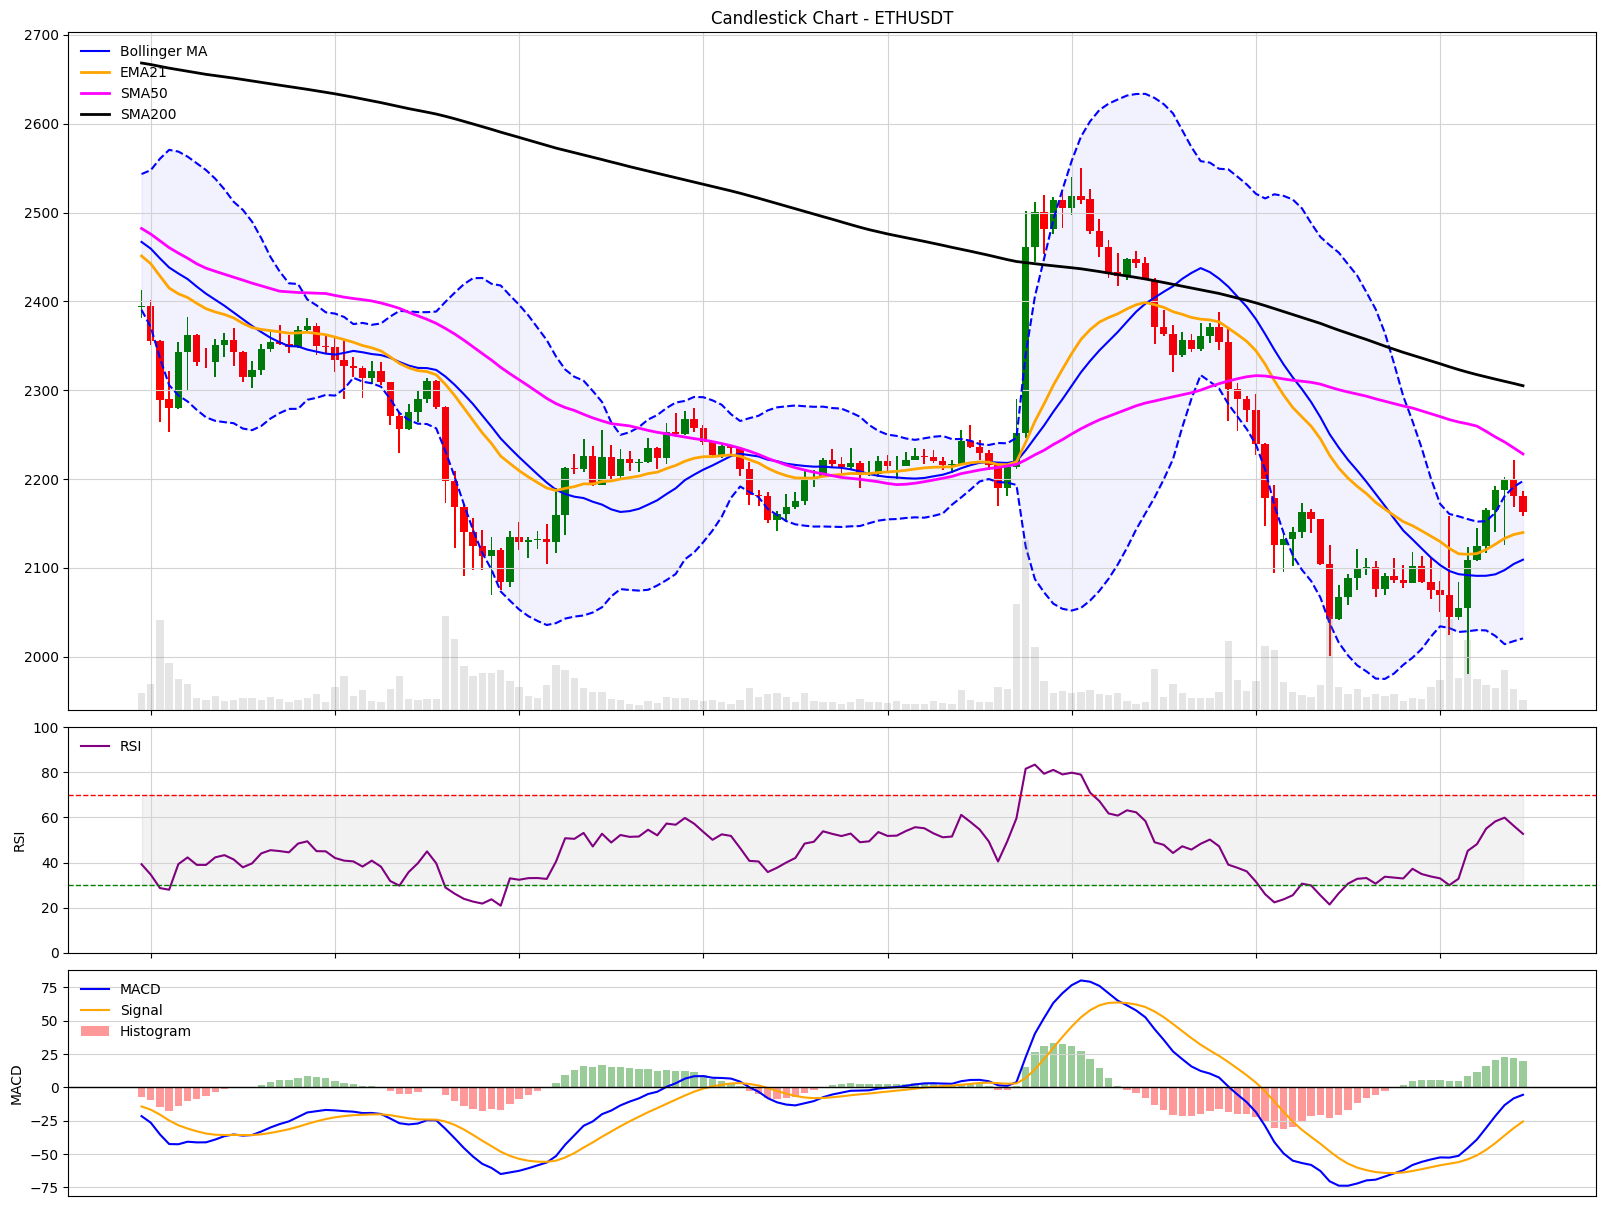 Candlestick Chart - ETHUSDT
2700
2600
2500
2400
2300
2200
2100
2000
Bollinger MA
EMA21
SMA50
SMA200
100
80
60
40
20
0
RSI
RSI
75
50
25
0
−25
−50
−75
MACD
MACD
Signal
Histogram